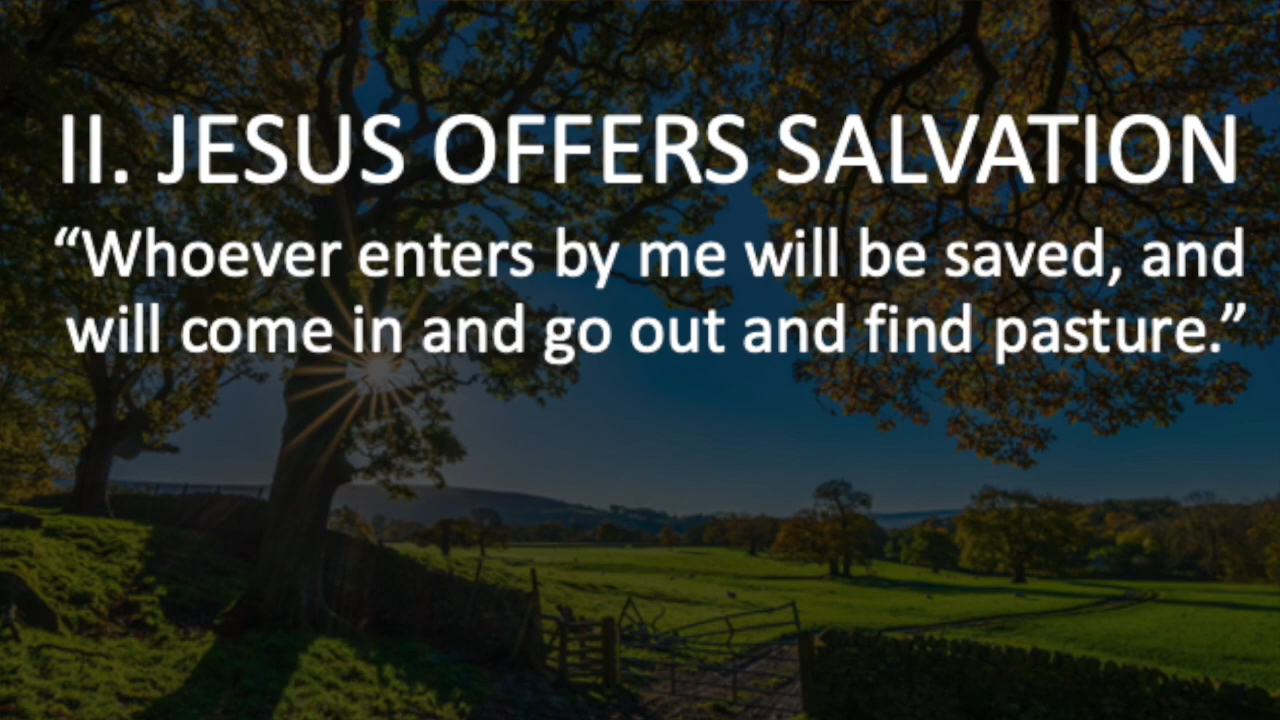 II. JESUS OFFERS SALVATION
“Whoever enters by me will be saved, and
will come in and go out and find pasture.”